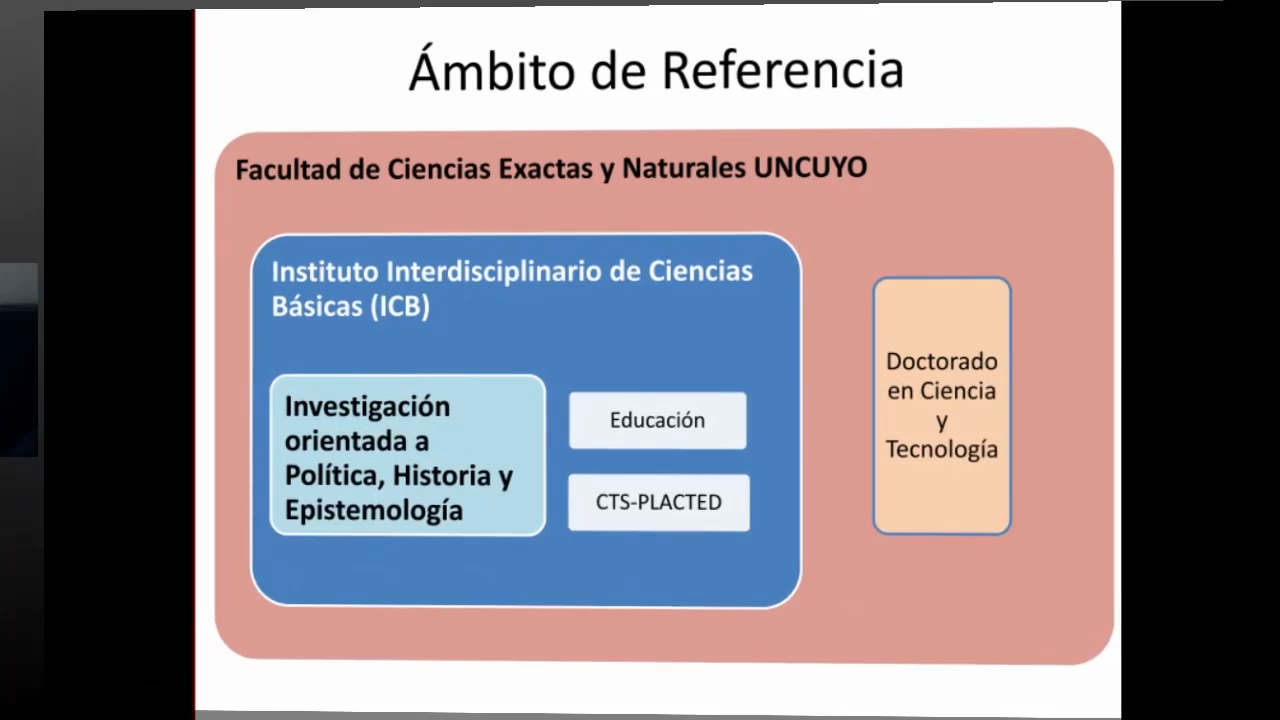 Ámbito de Referencia
Facultad de Ciencias Exactas y Naturales UNCUYO
Instituto Interdisciplinario de Ciencias
Básicas (ICB)
Investigación
orientada a
Política, Historia y
Epistemología
Educación
CTS-PLACTED
Doctorado
en Ciencia
y
Tecnología